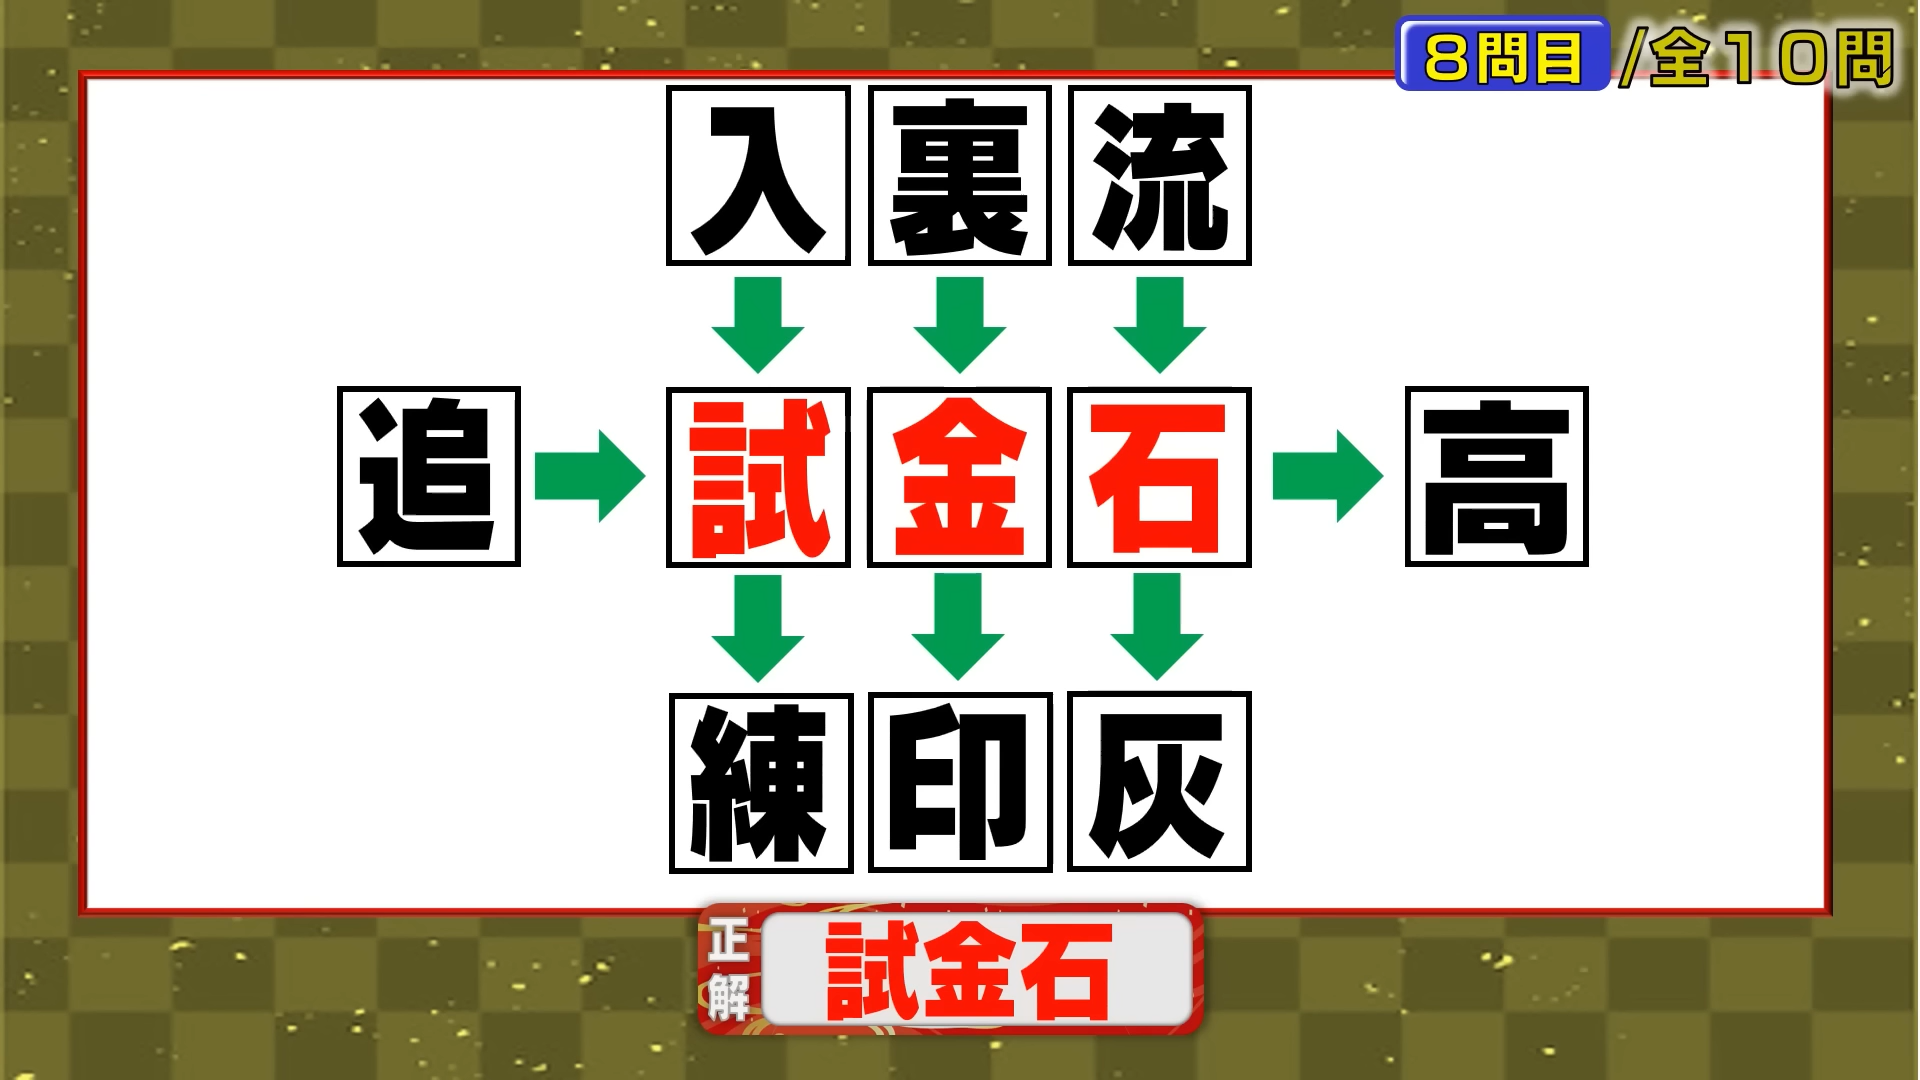 8問目/全10問
入裏流
追試金石高
練印灰
正解 試金石